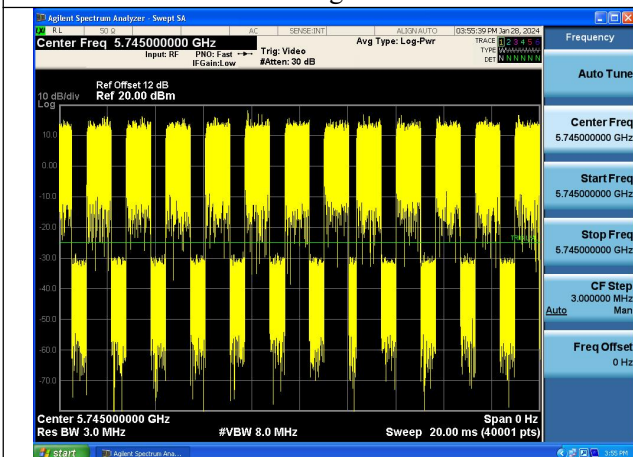 Agilent Spectrum Analyzer - Swept SA
RL 50 Ω AC SENSE:INT ALIGNAUTO 03:55:39 PM Jan 28, 2024
Center Freq 5.745000000 GHz
Input: RF PNO: Fast IFGain:Low
Trig: Video
#Atten: 30 dB
Avg Type: Log-Pwr
TRACE 1 2 3 4 5 6
TYPE
DET N N N N N N
Frequency
Auto Tune
Center Freq
5.745000000 GHz
Start Freq
5.745000000 GHz
Stop Freq
5.745000000 GHz
CF Step
3.000000 MHz
Auto Man
Freq Offset
0 Hz
Ref Offset 12 dB
10 dB/div Ref 20.00 dBm
Log
10.0
0.00
-10.0
-20.0
-30.0
-40.0
-50.0
-60.0
-70.0
Center 5.745000000 GHz Span 0 Hz
Res BW 3.0 MHz #VBW 8.0 MHz Sweep 20.00 ms (40001 pts)
start Agilent Spectrum Ana... 3:55 PM